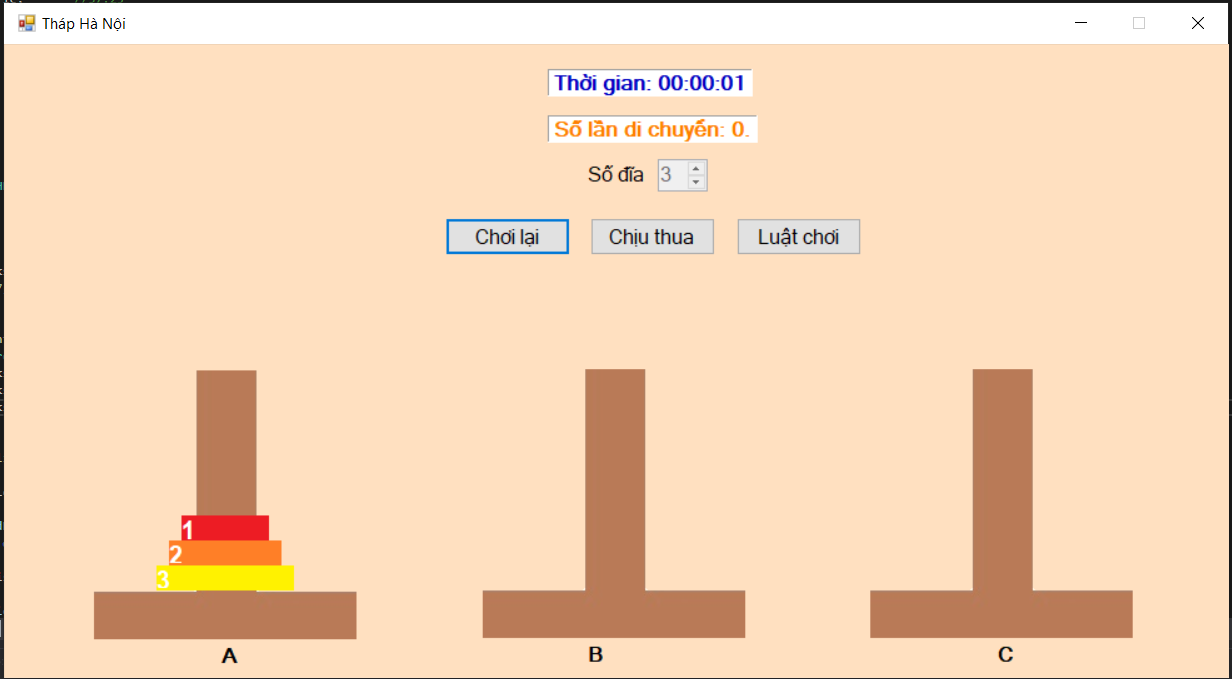 Tháp Hà Nội
Thời gian: 00:00:01
Số lần di chuyển: 0.
Số đĩa 3
Chơi lại Chịu thua Luật chơi
1
2
3
A B C